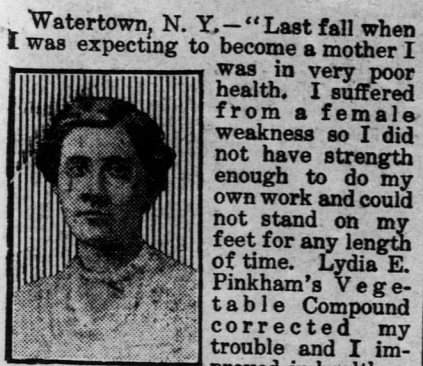 Watertown, N. Y.—"Last fall when
I was expecting to become a mother I
was in very poor
health. I suffered
from a female
weakness so I did
not have strength
enough to do my
own work and could
not stand on my
feet for any length
of time. Lydia E.
Pinkham's Vege-
table Compound
corrected my
trouble and I im-